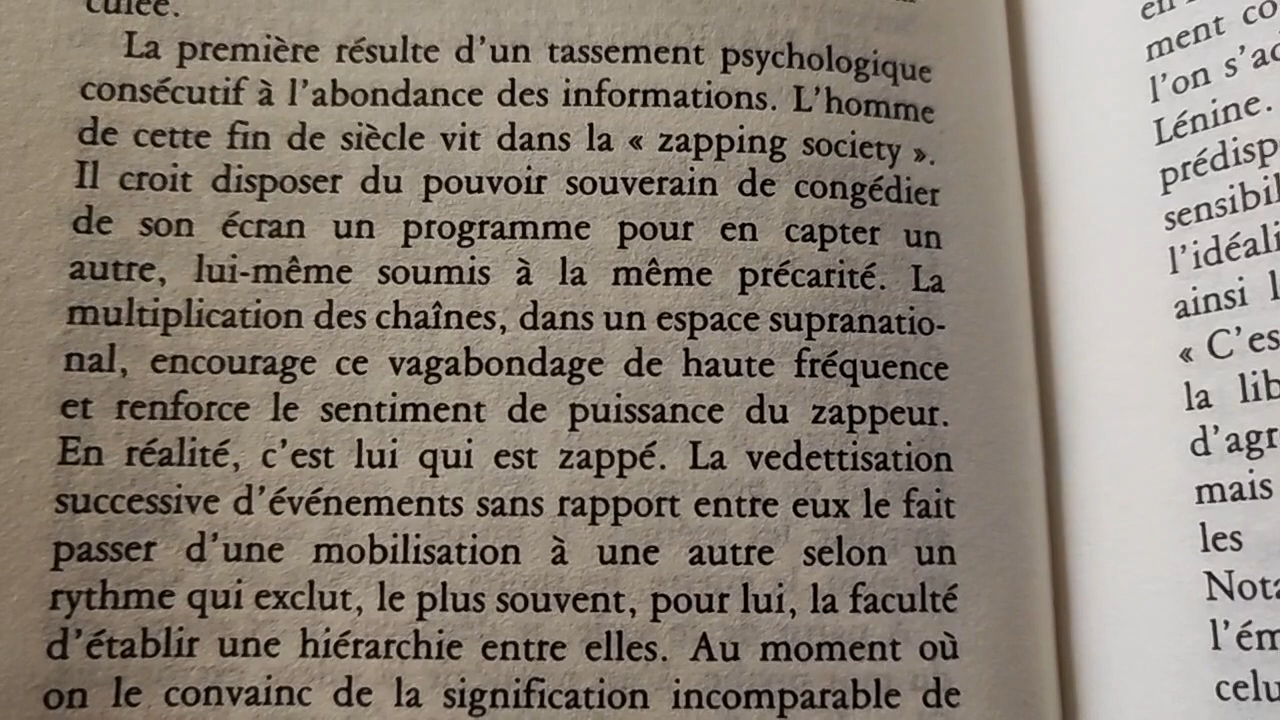 culée.
La première résulte d'un tassement psychologique
consécutif à l'abondance des informations. L'homme
de cette fin de siècle vit dans la « zapping society ».
Il croit disposer du pouvoir souverain de congédier
de son écran un programme pour en capter un
autre, lui-même soumis à la même précarité. La
multiplication des chaînes, dans un espace supranatio-
nal, encourage ce vagabondage de haute fréquence
et renforce le sentiment de puissance du zappeur.
En réalité, c'est lui qui est zappé. La vedettisation
successive d'événements sans rapport entre eux le fait
passer d'une mobilisation à une autre selon un
rythme qui exclut, le plus souvent, pour lui, la faculté
d'établir une hiérarchie entre elles. Au moment où
on le convainc de la signification incomparable de
en
ment co
l'on s'ad
Lénine.
prédisp
sensibil
l'idéali
ainsi l
« C'es
la lib
d'agr
mais
les
Nota
l'ém
celu